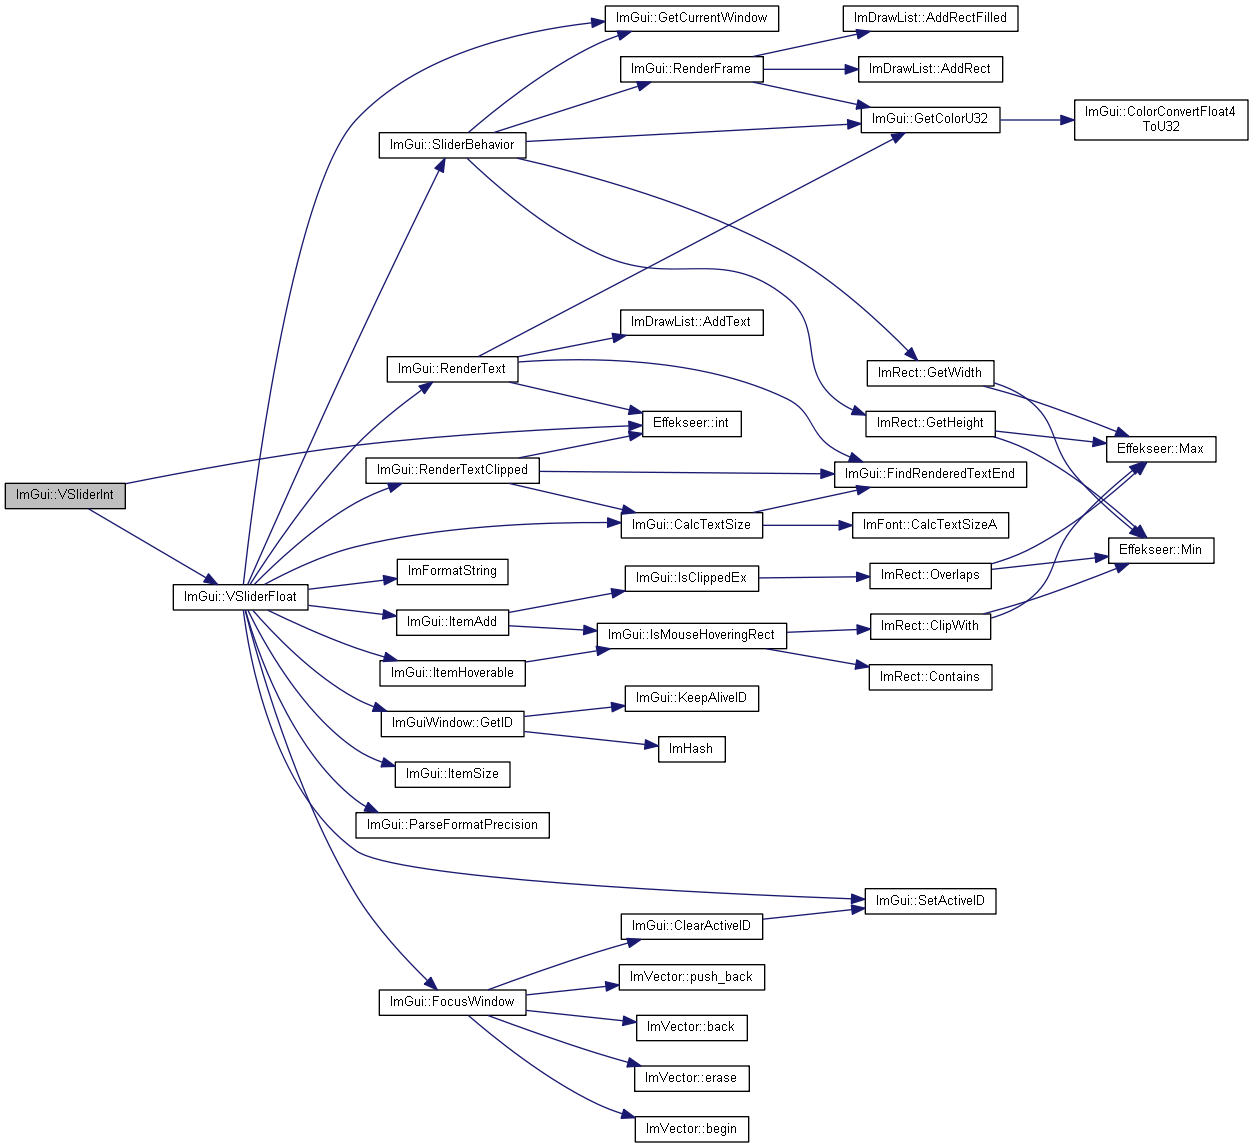 ImGui::GetCurrentWindow
ImDrawList::AddRectFilled
ImGui::RenderFrame
ImDrawList::AddRect
ImGui::GetColorU32
ImGui::ColorConvertFloat4
ToU32
ImGui::SliderBehavior
ImDrawList::AddText
ImGui::RenderText
ImRect::GetWidth
Effekseer::int
ImRect::GetHeight
Effekseer::Max
ImGui::RenderTextClipped
ImGui::FindRenderedTextEnd
ImGui::VSliderInt
ImGui::CalcTextSize
ImFont::CalcTextSizeA
Effekseer::Min
ImFormatString
ImGui::IsClippedEx
ImRect::Overlaps
ImGui::VSliderFloat
ImGui::ItemAdd
ImGui::IsMouseHoveringRect
ImRect::ClipWith
ImGui::ItemHoverable
ImRect::Contains
ImGuiWindow::GetID
ImGui::KeepAliveID
ImHash
ImGui::ItemSize
ImGui::ParseFormatPrecision
ImGui::SetActiveID
ImGui::ClearActiveID
ImVector::push_back
ImGui::FocusWindow
ImVector::back
ImVector::erase
ImVector::begin